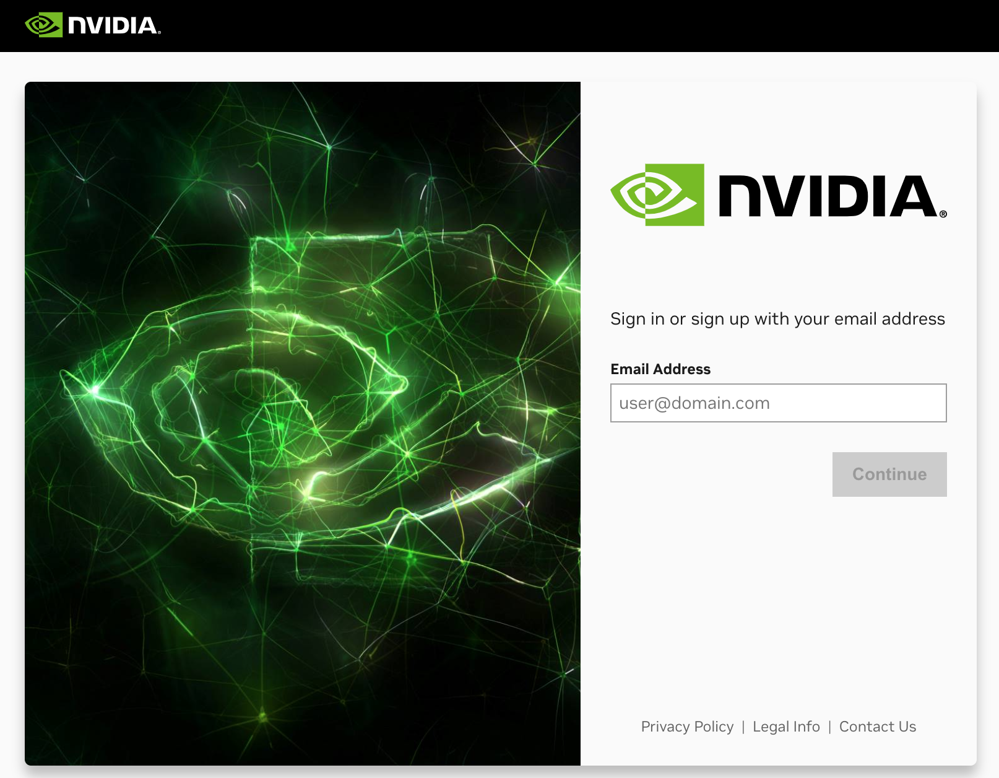 NVIDIA.
NVIDIA.®
Sign in or sign up with your email address
Email Address
user@domain.com
Continue
Privacy Policy | Legal Info | Contact Us